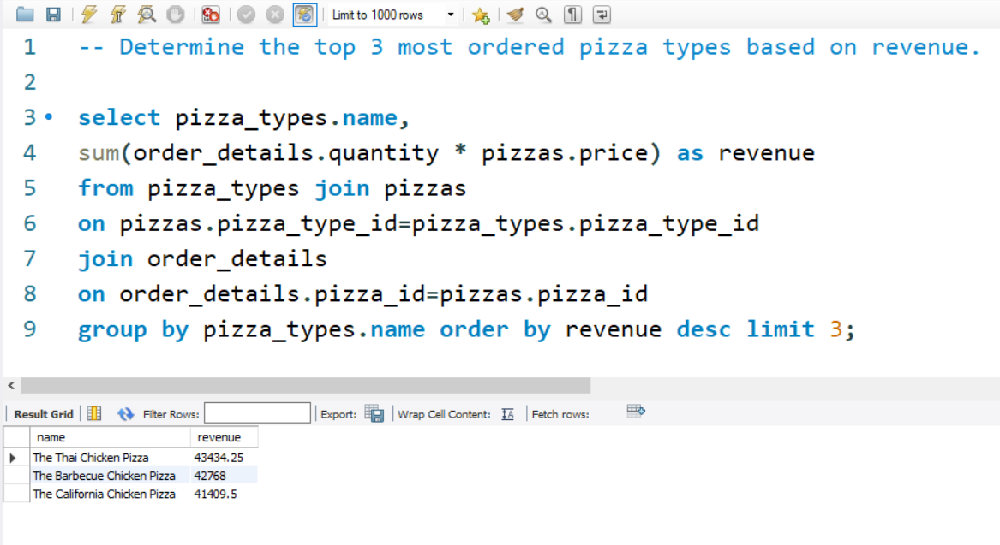 Limit to 1000 rows
1 -- Determine the top 3 most ordered pizza types based on revenue.
2
3 select pizza_types.name,
4 sum(order_details.quantity * pizzas.price) as revenue
5 from pizza_types join pizzas
6 on pizzas.pizza_type_id=pizza_types.pizza_type_id
7 join order_details
8 on order_details.pizza_id=pizzas.pizza_id
9 group by pizza_types.name order by revenue desc limit 3;
Result Grid Filter Rows: Export: Wrap Cell Content: Fetch rows:
name revenue
The Thai Chicken Pizza 43434.25
The Barbecue Chicken Pizza 42768
The California Chicken Pizza 41409.5